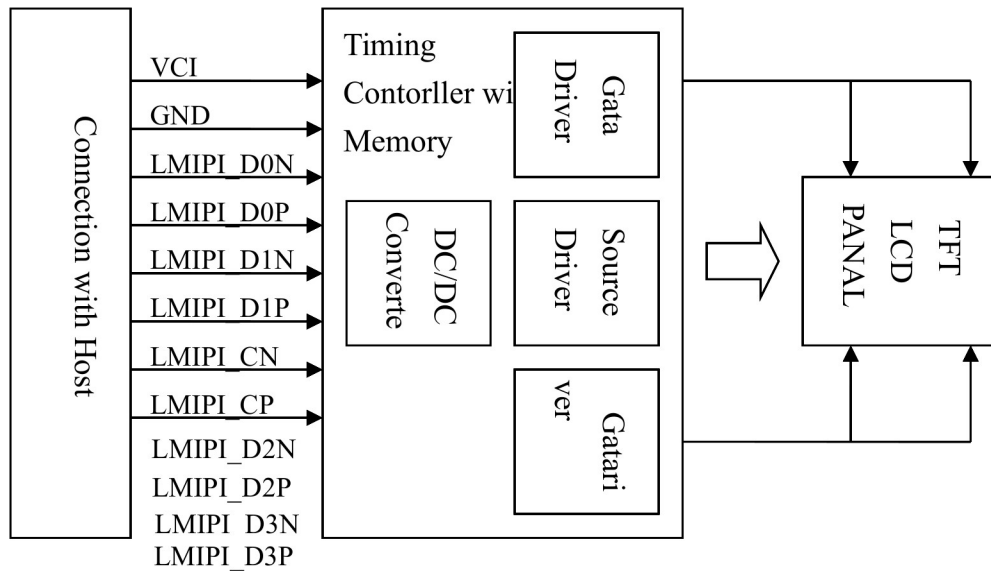 Connection with Host
VCI
GND
LMIPI_D0N
LMIPI_D0P
LMIPI_D1N
LMIPI_D1P
LMIPI_CN
LMIPI_CP
LMIPI_D2N
LMIPI_D2P
LMIPI_D3N
LMIPI_D3P
Timing
Contorller wi
Memory
Gata
Driver
DC/DC
Converte
Source
Driver
Gatari
ver
TFT
LCD
PANAL